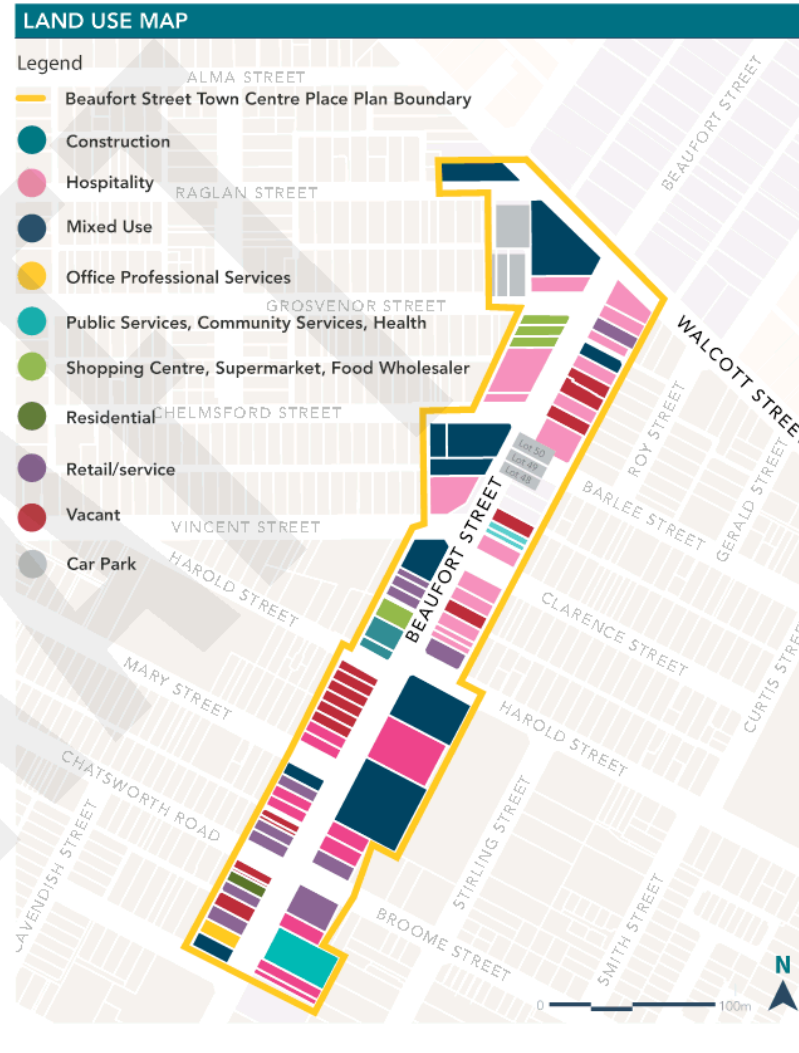 LAND USE MAP
Legend
Beaufort Street Town Centre Place Plan Boundary
Construction
Hospitality
Mixed Use
Office Professional Services
Public Services, Community Services, Health
Shopping Centre, Supermarket, Food Wholesaler
Residential
Retail/service
Vacant
Car Park
ALMA STREET
RAGLAN STREET
BEAUFORT STREET
GROSVENOR STREET
WALCOTT STREE
CHELMSFORD STREET
ROY STREET
Lot 50
Lot 49
Lot 48
GERALD STREET
BARLEE STREET
VINCENT STREET
BEAUFORT STREET
HAROLD STREET
CLARENCE STREET
CURTIS STREE
MARY STREET
HAROLD STREET
CHATSWORTH ROAD
STIRLING STREET
CAVENDISH STREET
SMITH STREET
BROOME STREET
N
0 100m